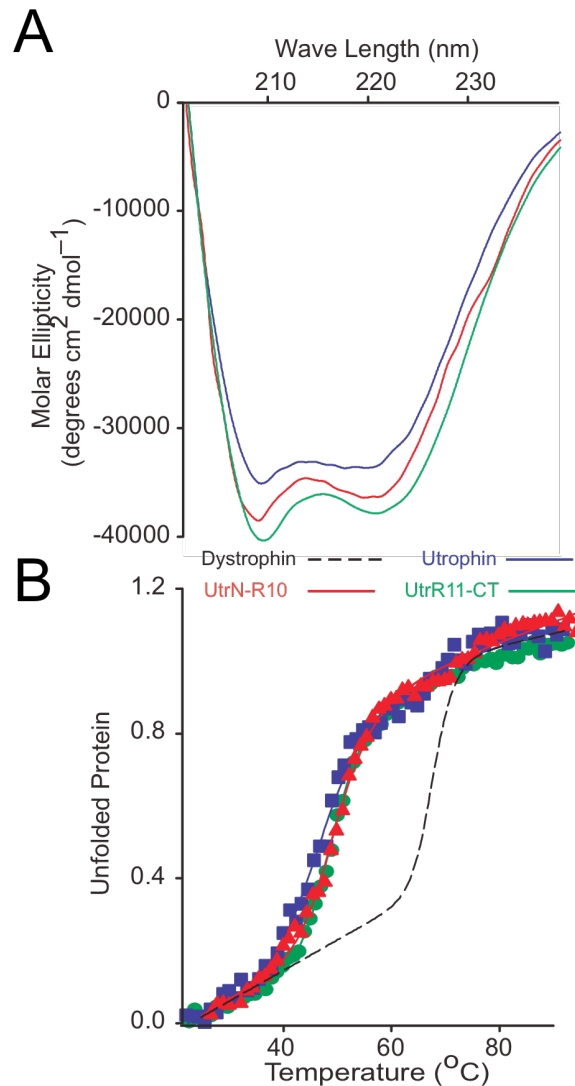 A
Wave Length (nm)
210 220 230
0
-10000
-20000
-30000
-40000
Molar Ellipticity
(degrees cm2 dmol−1)
Dystrophin Utrophin
UtrN-R10 UtrR11-CT
B
1.2
0.8
0.4
0.0
Unfolded Protein
40 60 80
Temperature (oC)